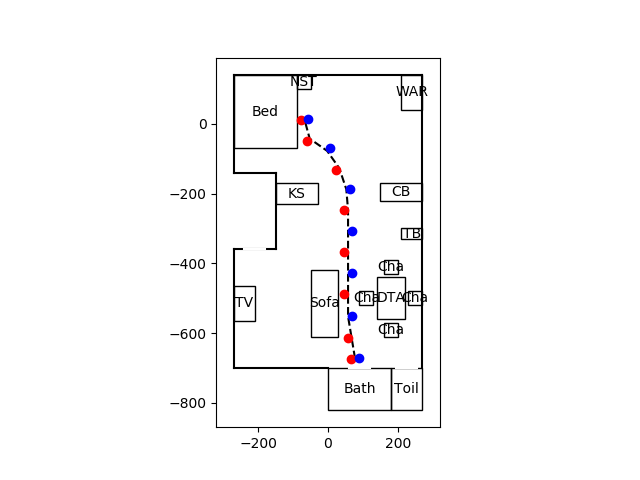 NST
WAR
Bed
0
KS
CB
−200
TB
Cha
−400
TV
Sofa
Cha
DTA
Cha
Cha
−600
Bath
Toil
−800
−200
0
200